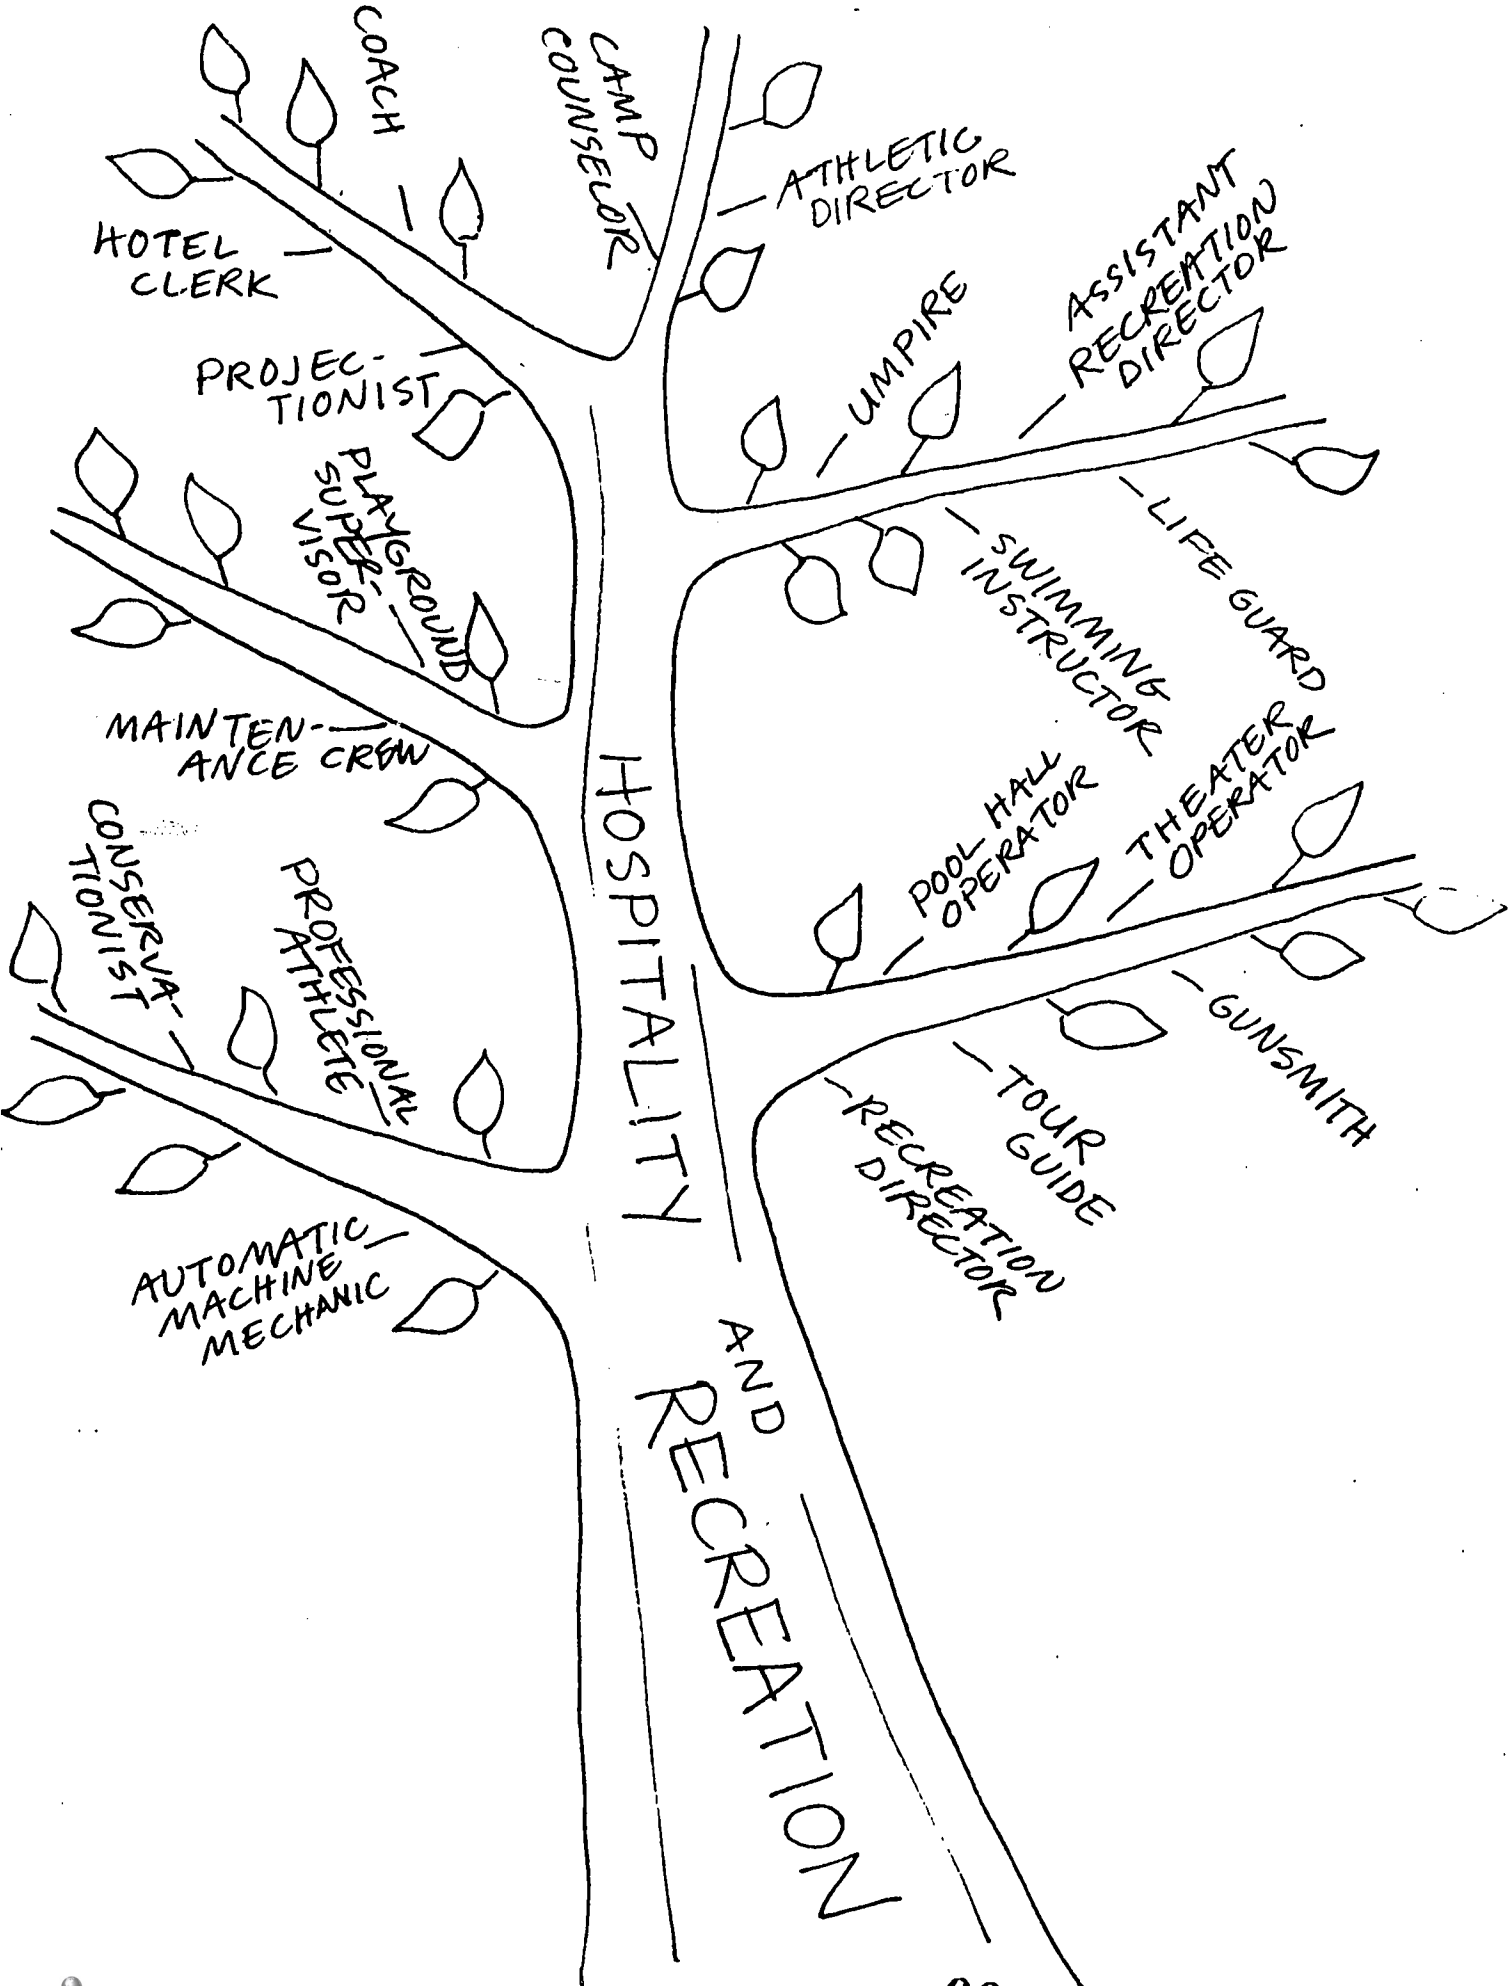 COACH
CAMP
COUNSELOR
ATHLETIC
DIRECTOR
HOTEL
CLERK
PROJEC-
TIONIST
UMPIRE
ASSISTANT
RECREATION
DIRECTOR
PLAYGROUND
SUPER-
VISOR
SWIMMING
INSTRUCTOR
LIFE GUARD
MAINTEN-
ANCE CREW
POOL HALL
OPERATOR
THEATER
OPERATOR
CONSERVA-
TIONIST
PROFESSIONAL
ATHLETE
GUNSMITH
TOUR
GUIDE
RECREATION
DIRECTOR
AUTOMATIC
MACHINE
MECHANIC
HOSPITALITY
AND
RECREATION